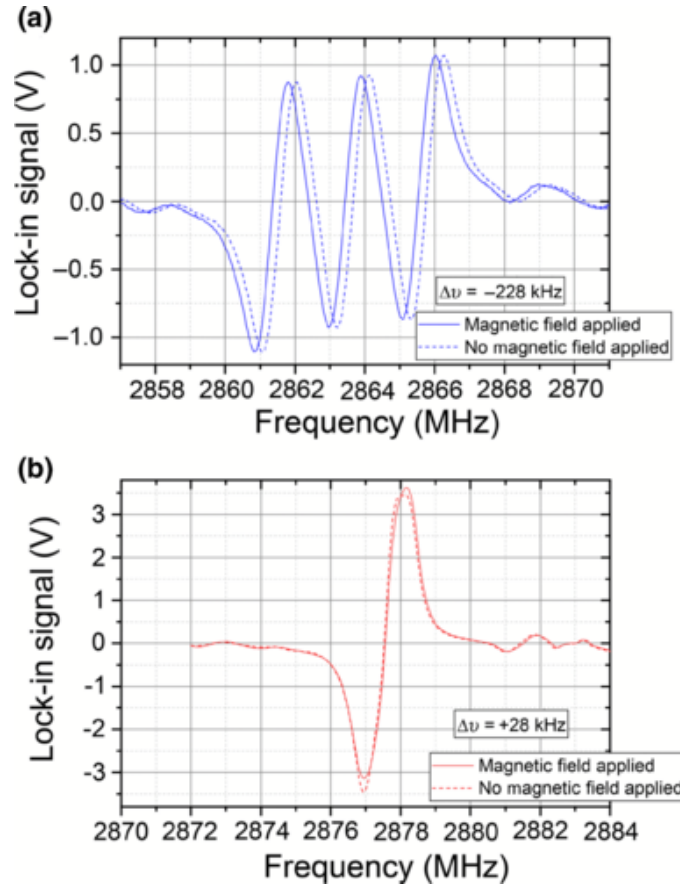 (a)
Lock-in signal (V)
1.0
0.5
0.0
−0.5
−1.0
Δυ = −228 kHz
Magnetic field applied
No magnetic field applied
2858 2860 2862 2864 2866 2868 2870
Frequency (MHz)
(b)
Lock-in signal (V)
3
2
1
0
-1
-2
-3
Δυ = +28 kHz
Magnetic field applied
No magnetic field applied
2870 2872 2874 2876 2878 2880 2882 2884
Frequency (MHz)